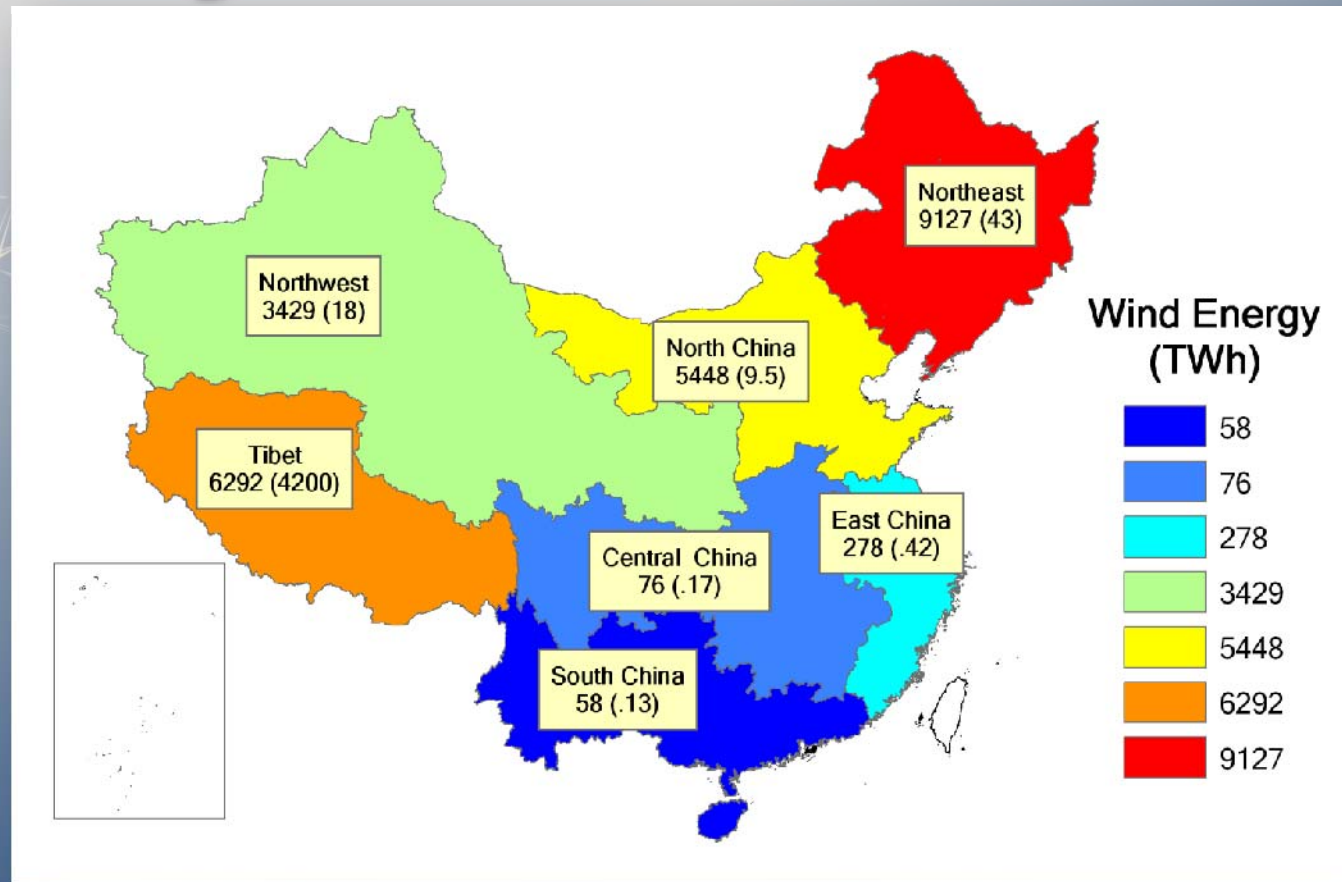 Northeast
9127 (43)
Northwest
3429 (18)
North China
5448 (9.5)
Tibet
6292 (4200)
East China
278 (.42)
Central China
76 (.17)
South China
58 (.13)
Wind Energy
(TWh)
58
76
278
3429
5448
6292
9127